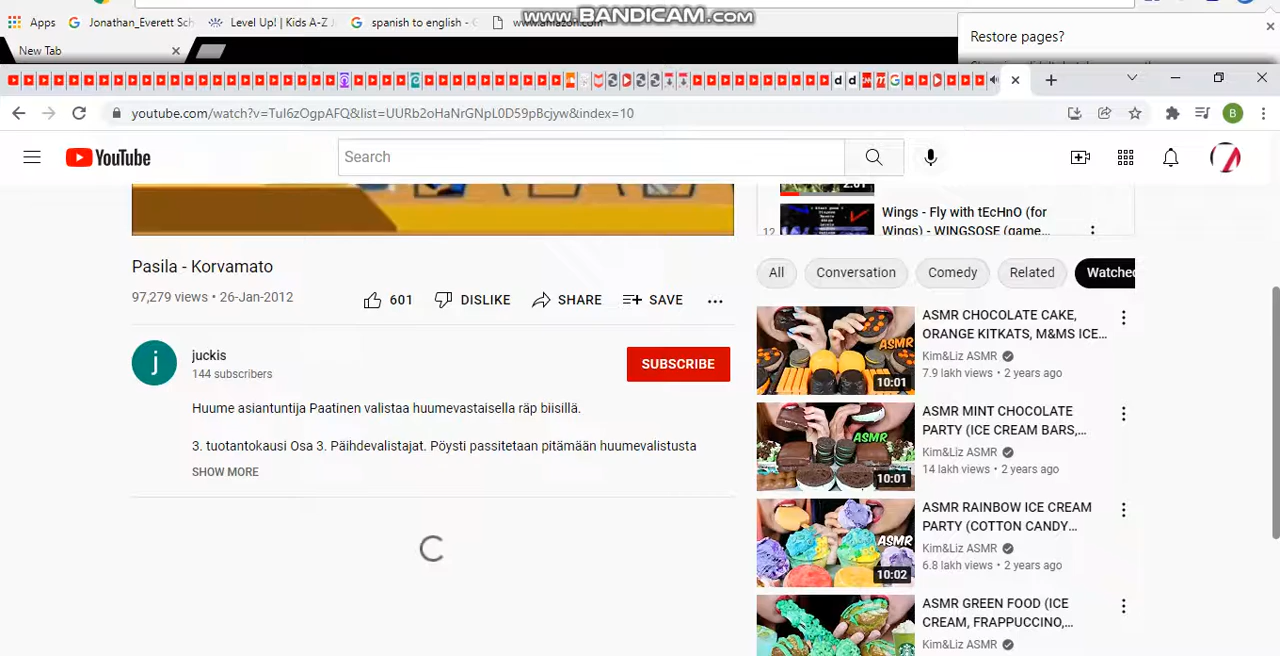 www.BANDICAM.com
Apps
Jonathan_Everett Sch
Level Up! | Kids A-Z
spanish to english - G
Restore pages?
New Tab
youtube.com/watch?v=TuI6zOgpAFQ&list=UURb2oHaNrGNpL0D59pBcjyw&index=10
B
YouTube
Search
2:01
12
Wings - Fly with tEcHnO (for
Wings) - WINGSOSE (game...
Pasila - Korvamato
97,279 views • 26-Jan-2012
601
DISLIKE
SHARE
SAVE
All
Conversation
Comedy
Related
Watched
j
juckis
144 subscribers
SUBSCRIBE
Huume asiantuntija Paatinen valistaa huumevastaisella räp biisillä.
3. tuotantokausi Osa 3. Päihdevalistajat. Pöysti passitetaan pitämään huumevalistusta
SHOW MORE
ASMR
10:01
ASMR CHOCOLATE CAKE,
ORANGE KITKATS, M&MS ICE...
Kim&Liz ASMR
7.9 lakh views • 2 years ago
ASMR
10:01
ASMR MINT CHOCOLATE
PARTY (ICE CREAM BARS,...
Kim&Liz ASMR
14 lakh views • 2 years ago
ASMR
10:02
ASMR RAINBOW ICE CREAM
PARTY (COTTON CANDY...
Kim&Liz ASMR
6.8 lakh views • 2 years ago
ASMR GREEN FOOD (ICE
CREAM, FRAPPUCCINO,...
Kim&Liz ASMR